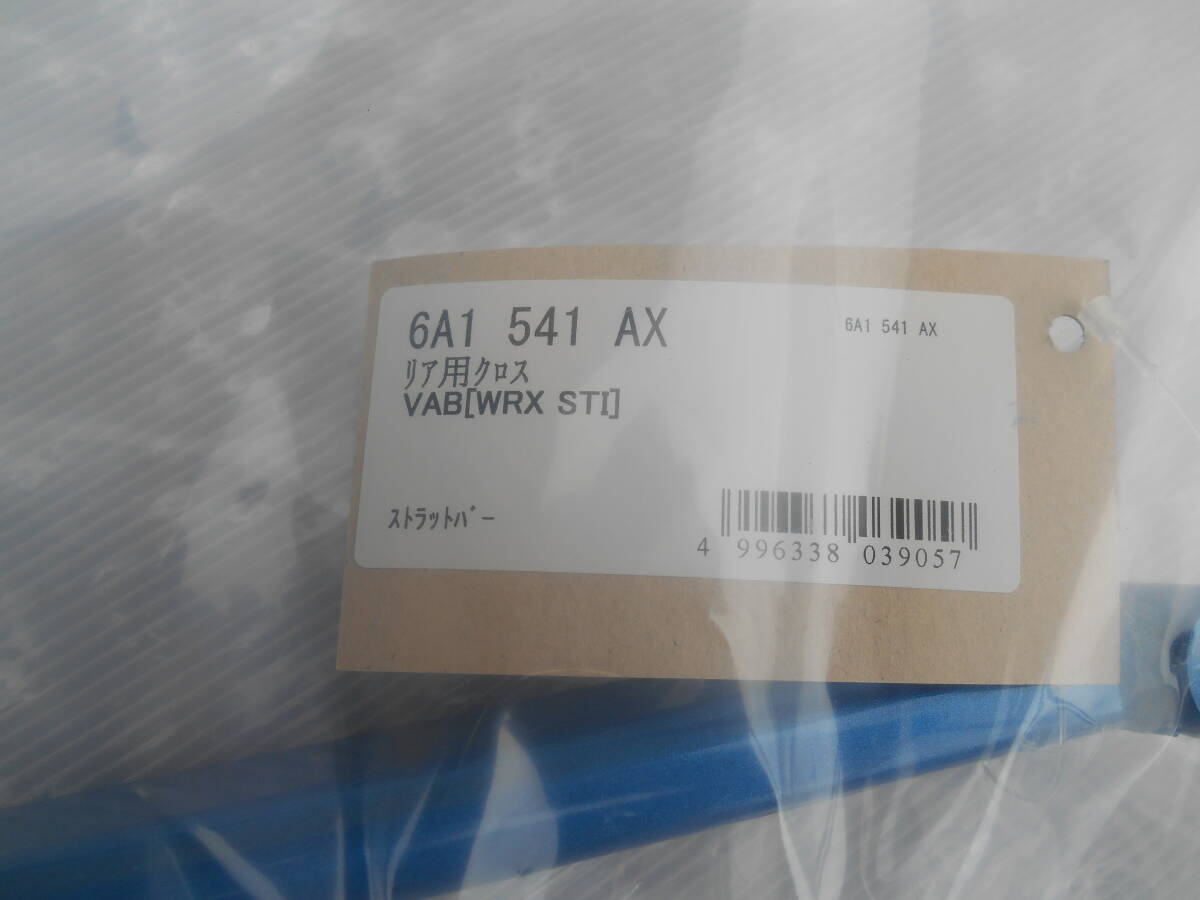 6A1 541 AX
6A1 541 AX
ﾘｱ用ｸﾛｽ
VAB[WRX STI]
ｽﾄﾗｯﾄﾊﾞｰ
4 996338 039057